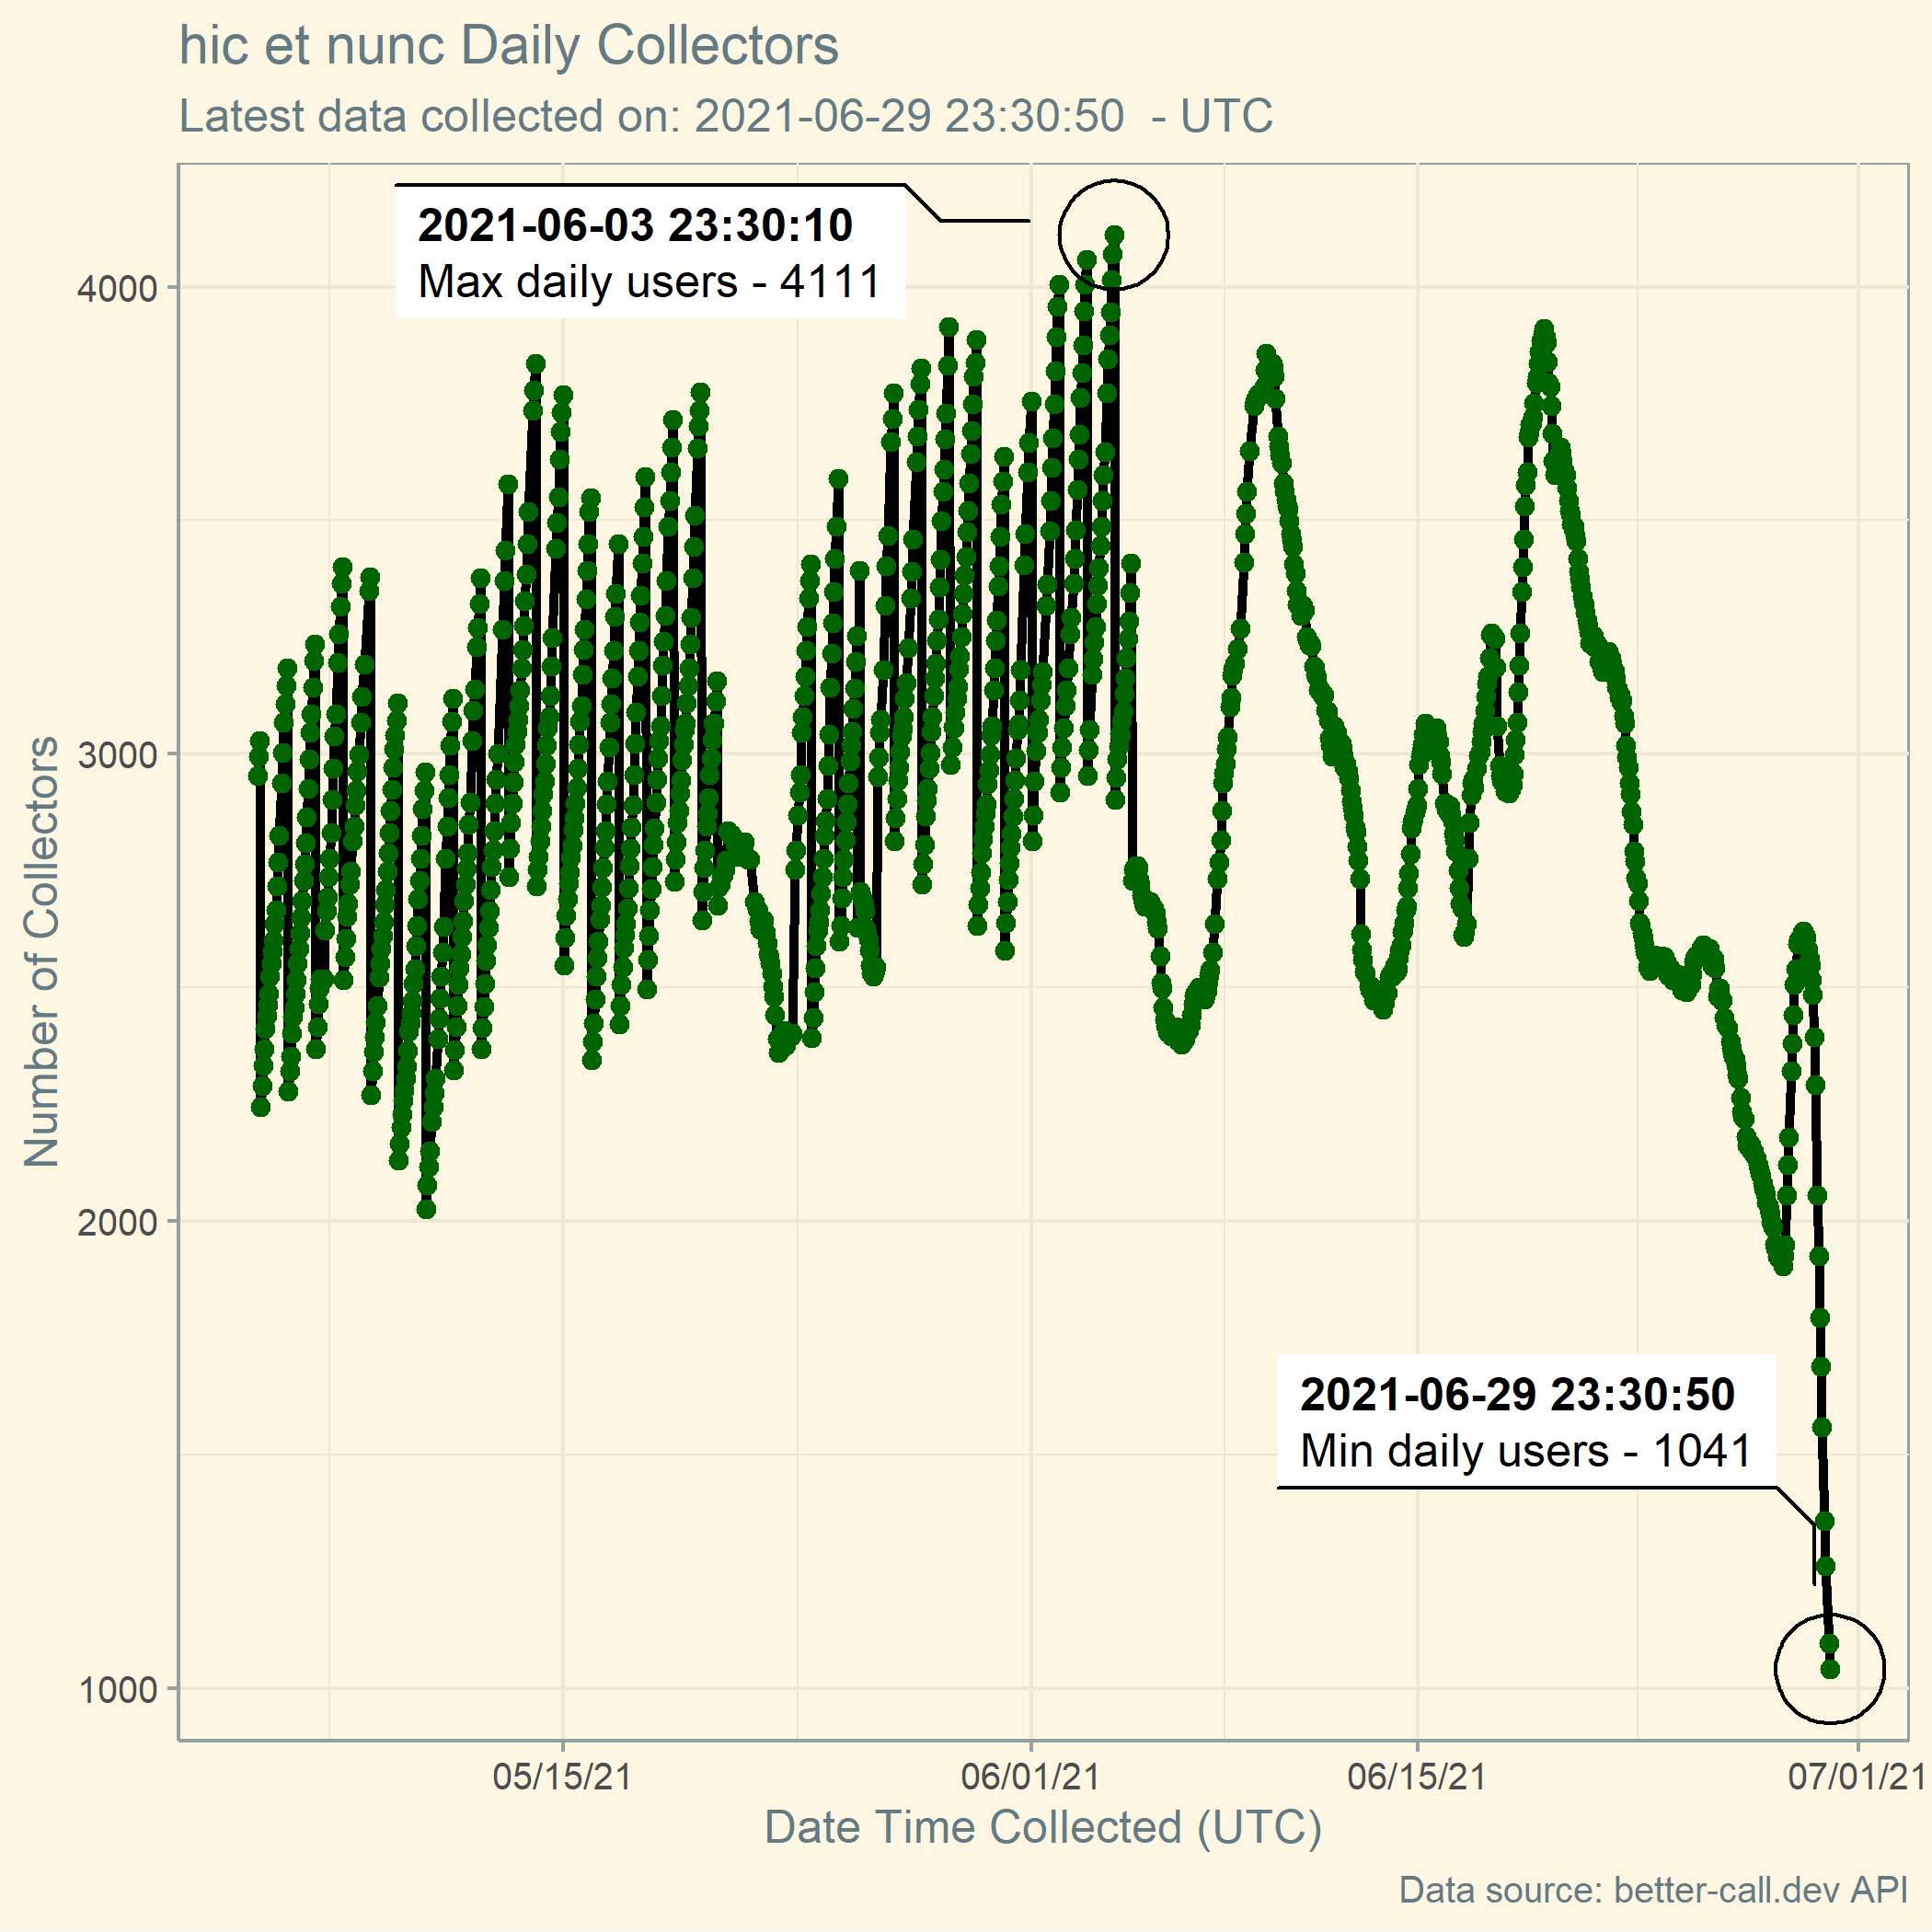 hic et nunc Daily Collectors
Latest data collected on: 2021-06-29 23:30:50  - UTC
2021-06-03 23:30:10
Max daily users - 4111
4000
3000
2000
1000
Number of Collectors
2021-06-29 23:30:50
Min daily users - 1041
05/15/21
06/01/21
06/15/21
07/01/21
Date Time Collected (UTC)
Data source: better-call.dev API